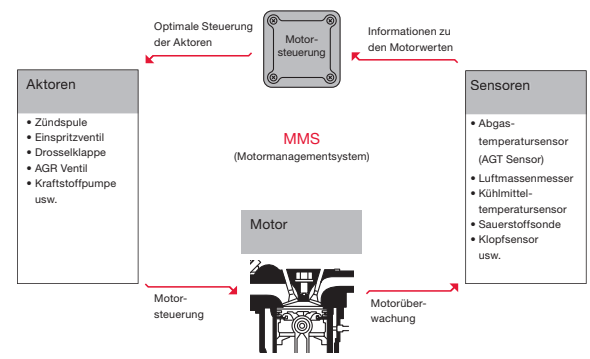 Optimale Steuerung
der Aktoren
Motor-
steuerung
Informationen zu
den Motorwerten
Aktoren
• Zündspule
• Einspritzventil
• Drosselklappe
• AGR Ventil
• Kraftstoffpumpe
usw.
MMS
(Motormanagementsystem)
Sensoren
• Abgas-
temperatursensor
(AGT Sensor)
• Luftmassenmesser
• Kühlmittel-
temperatursensor
• Sauerstoffsonde
• Klopfsensor
usw.
Motor
Motor-
steuerung
Motorüber-
wachung